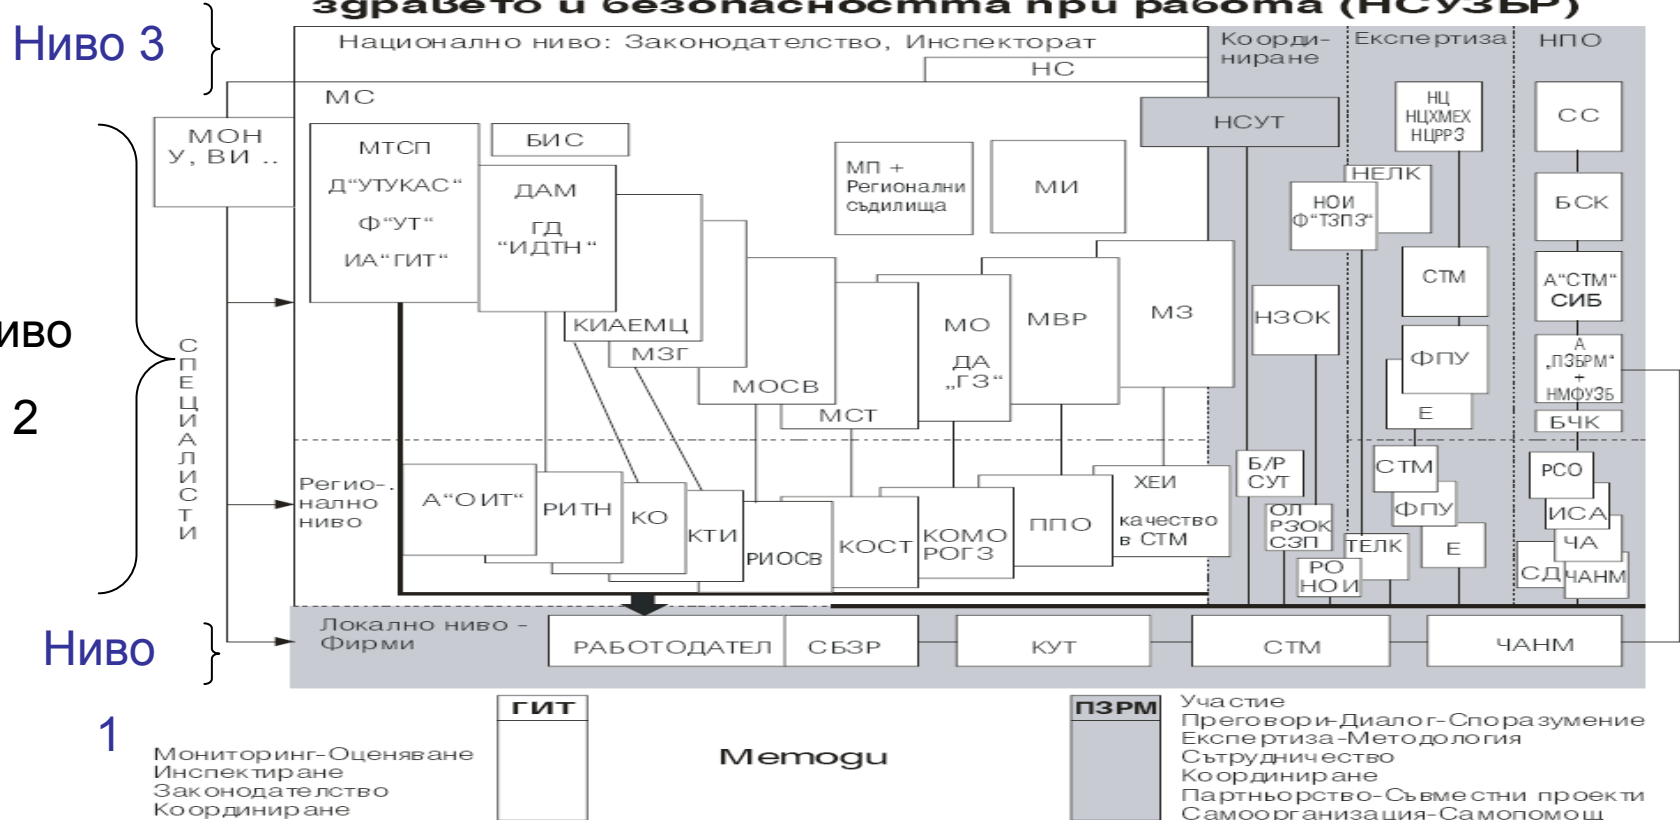 здравето и безопасността при работа (НСУЗБР)
Ниво 3
Национално ниво: Законодателство, Инспекторат
НС
Коорди-
ниране
Експертиза
НПО
МС
МОН
У, ВИ ..
МТСП
Д“УТУКАС“
Ф“УТ“
ИА“ГИТ“
БИС
ДАМ
ГД
“ИДТН“
МП +
Регионални
съдилища
МИ
НСУТ
НЦ
НЦХМЕХ
НЦРРЗ
СС
НЕЛК
НОИ
Ф“ТЗПЗ“
БСК
СТМ
А“СТМ“
СИБ
КИАЕМЦ
МЗГ
МОСВ
МСТ
МО
ДА
„ГЗ“
МВР
МЗ
НЗОК
ФПУ
Е
А
„ПЗБРМ“
+
НМФУЗБ
БЧК
иво
2
СПЕЦИАЛИСТИ
Регио-
нално
ниво
А“ОИТ“
РИТН
КО
КТИ
РИОСВ
КОСТ
КОМО
РОГЗ
ППО
ХЕИ
качество
в СТМ
Б/Р
СУТ
ОЛ
РЗОК
СЗП
РО
НОИ
ТЕЛК
СТМ
ФПУ
Е
РСО
ИСА
ЧА
СД
ЧАНМ
Ниво
1
Локално ниво -
Фирми
РАБОТОДАТЕЛ
СБЗР
КУТ
СТМ
ЧАНМ
ГИТ
Мониторинг-Оценяване
Инспектиране
Законодателство
Координиране
Методи
ПЗРМ
Участие
Преговори-Диалог-Споразумение
Експертиза-Методология
Сътрудничество
Координиране
Партньорство-Съвместни проекти
Самоорганизация-Самопомощ